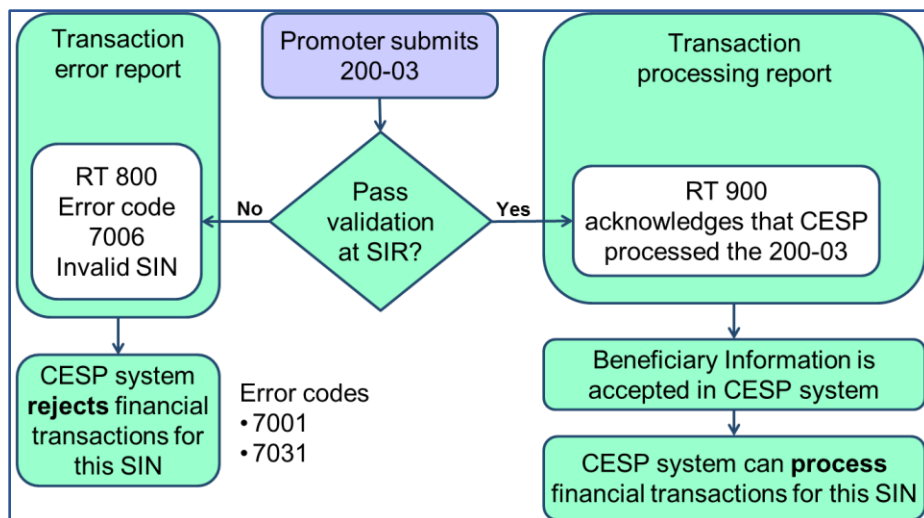 Transaction
error report
Promoter submits
200-03
Transaction
processing report
RT 800
Error code
7006
Invalid SIN
No
Pass
validation
at SIR?
Yes
RT 900
acknowledges that CESP
processed the 200-03
CESP system
rejects financial
transactions for
this SIN
Error codes
•7001
•7031
Beneficiary Information is
accepted in CESP system
CESP system can process
financial transactions for this SIN